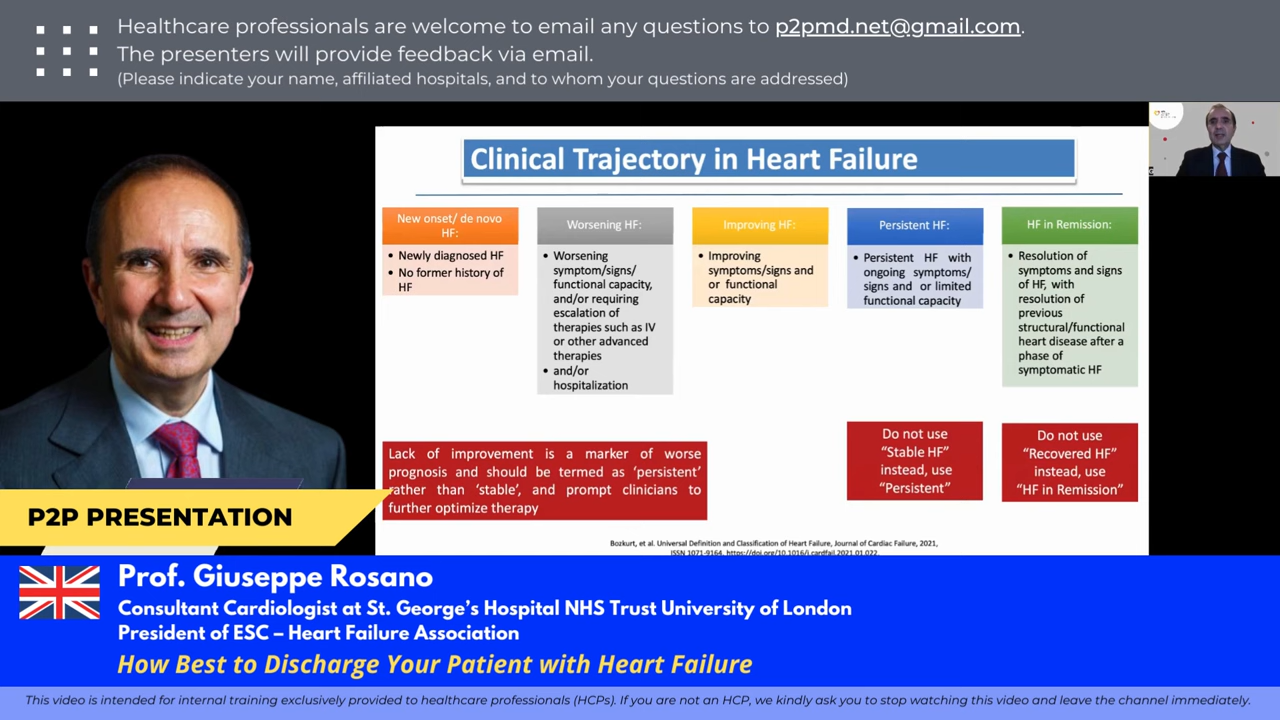 Healthcare professionals are welcome to email any questions to p2pmd.net@gmail.com.
The presenters will provide feedback via email.
(Please indicate your name, affiliated hospitals, and to whom your questions are addressed)
Clinical Trajectory in Heart Failure
New onset/ de novo
HF:
• Newly diagnosed HF
• No former history of
HF
Worsening HF:
• Worsening
symptom/signs/
functional capacity,
and/or requiring
escalation of
therapies such as IV
or other advanced
therapies
• and/or
hospitalization
Improving HF:
• Improving
symptoms/signs and
or functional
capacity
Persistent HF:
• Persistent HF with
ongoing symptoms/
signs and or limited
functional capacity
HF in Remission:
• Resolution of
symptoms and signs
of HF, with
resolution of
previous
structural/functional
heart disease after a
phase of
symptomatic HF
Lack of improvement is a marker of worse
prognosis and should be termed as ‘persistent’
rather than ‘stable’, and prompt clinicians to
further optimize therapy
Do not use
“Stable HF”
instead, use
“Persistent”
Do not use
“Recovered HF”
instead, use
“HF in Remission”
Bozkurt, et al. Universal Definition and Classification of Heart Failure, Journal of Cardiac Failure, 2021,
ISSN 1071-9164, https://doi.org/10.1016/j.cardfail.2021.01.022.
P2P PRESENTATION
Prof. Giuseppe Rosano
Consultant Cardiologist at St. George’s Hospital NHS Trust University of London
President of ESC – Heart Failure Association
How Best to Discharge Your Patient with Heart Failure
This video is intended for internal training exclusively provided to healthcare professionals (HCPs). If you are not an HCP, we kindly ask you to stop watching this video and leave the channel immediately.